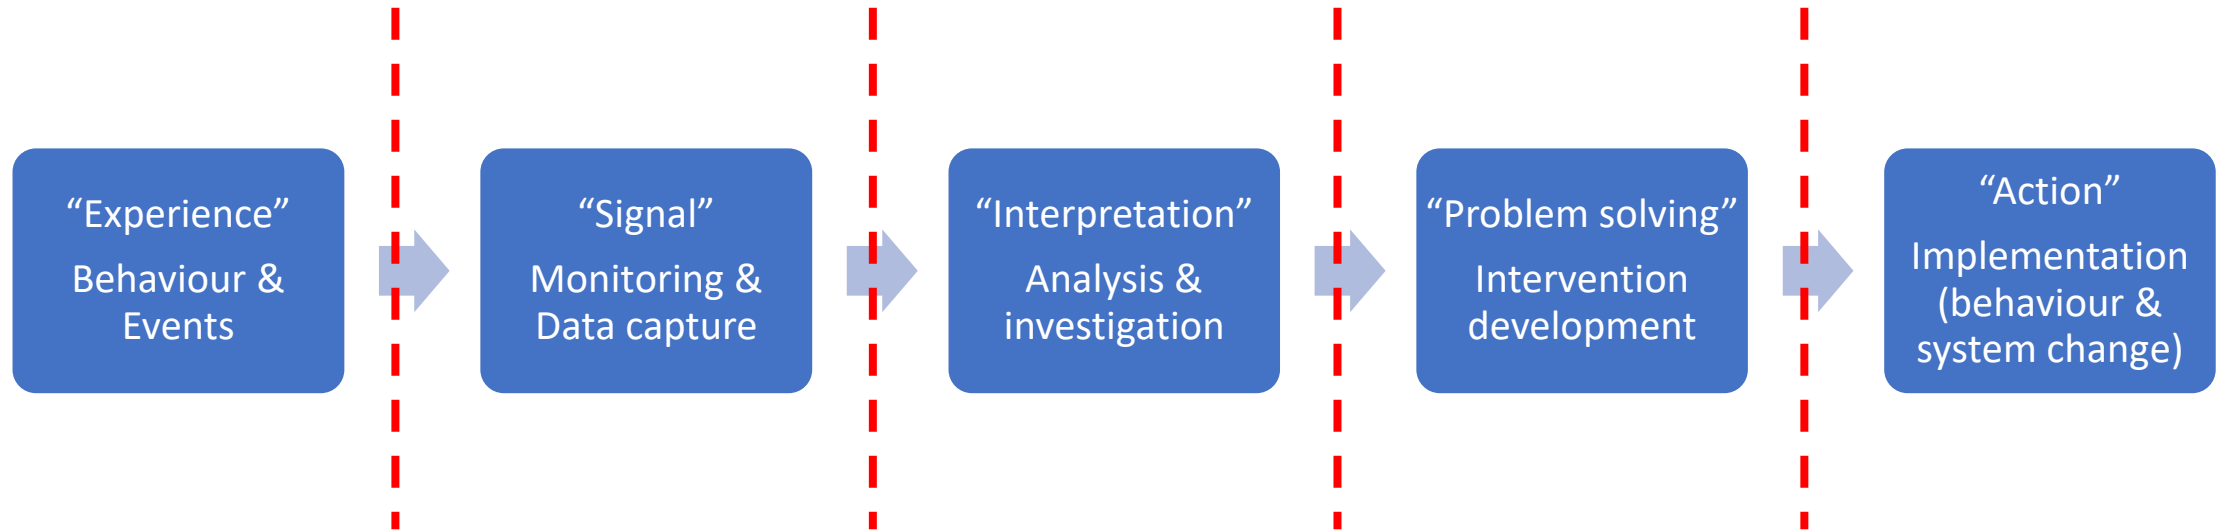 “Experience”
Behaviour &
Events
“Signal”
Monitoring &
Data capture
“Interpretation”
Analysis &
investigation
“Problem solving”
Intervention
development
“Action”
Implementation
(behaviour &
system change)